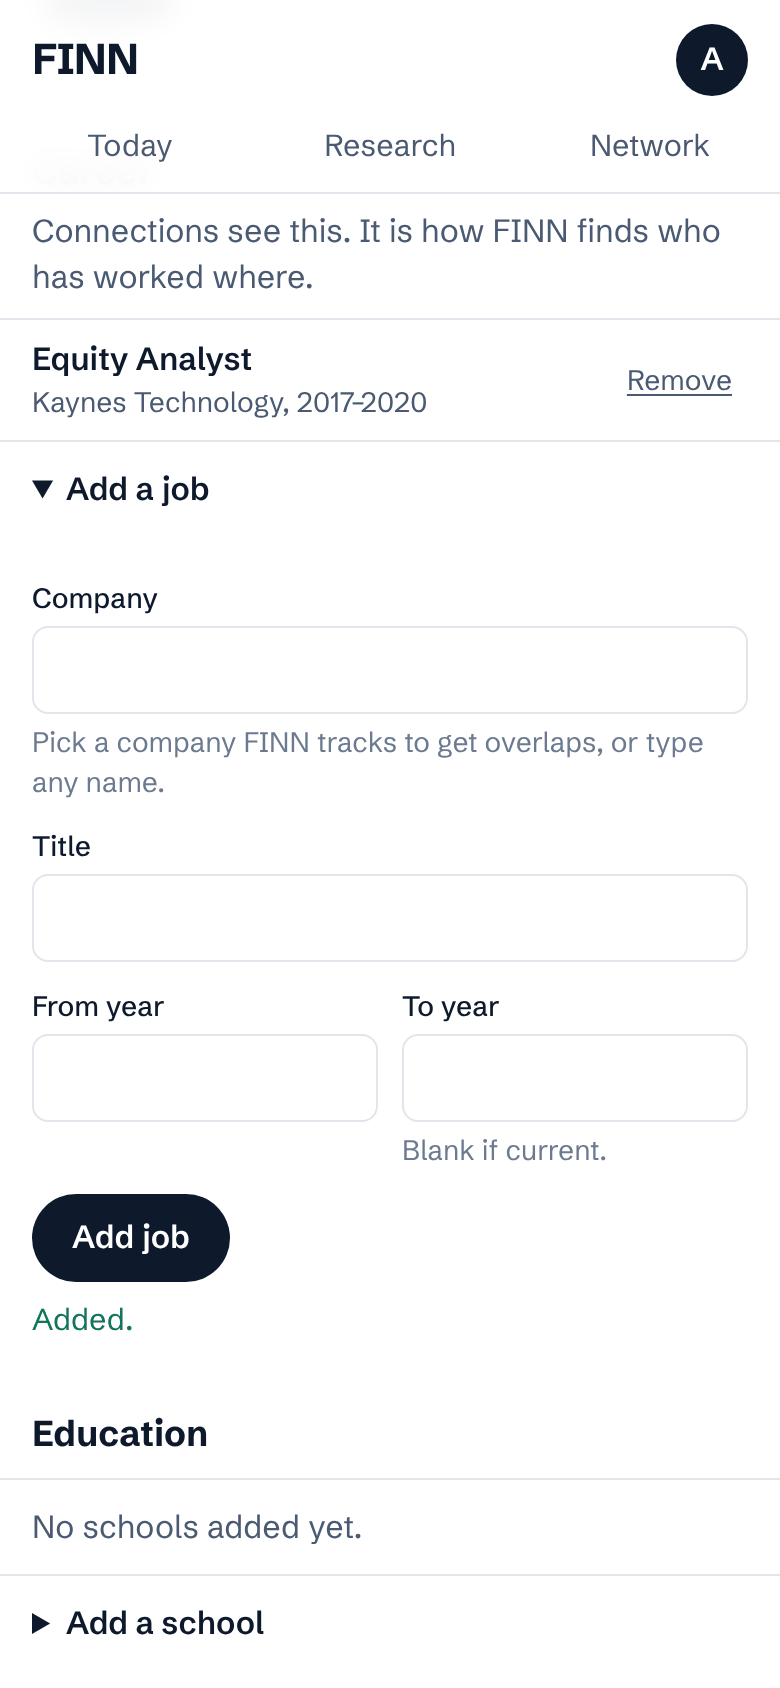 FINN
A
Today Research Network
Connections see this. It is how FINN finds who
has worked where.
Equity Analyst
Kaynes Technology, 2017–2020
Remove
▼ Add a job
Company
Pick a company FINN tracks to get overlaps, or type
any name.
Title
From year To year
Blank if current.
Add job
Added.
Education
No schools added yet.
▶ Add a school